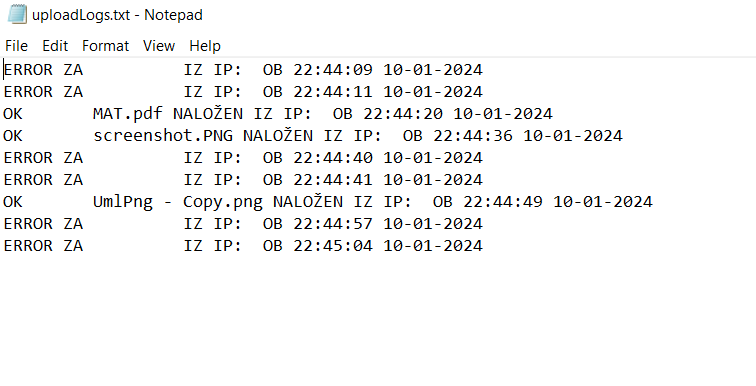 uploadLogs.txt - Notepad
File Edit Format View Help
ERROR ZA IZ IP: OB 22:44:09 10-01-2024
ERROR ZA IZ IP: OB 22:44:11 10-01-2024
OK MAT.pdf NALOŽEN IZ IP: OB 22:44:20 10-01-2024
OK screenshot.PNG NALOŽEN IZ IP: OB 22:44:36 10-01-2024
ERROR ZA IZ IP: OB 22:44:40 10-01-2024
ERROR ZA IZ IP: OB 22:44:41 10-01-2024
OK UmlPng - Copy.png NALOŽEN IZ IP: OB 22:44:49 10-01-2024
ERROR ZA IZ IP: OB 22:44:57 10-01-2024
ERROR ZA IZ IP: OB 22:45:04 10-01-2024